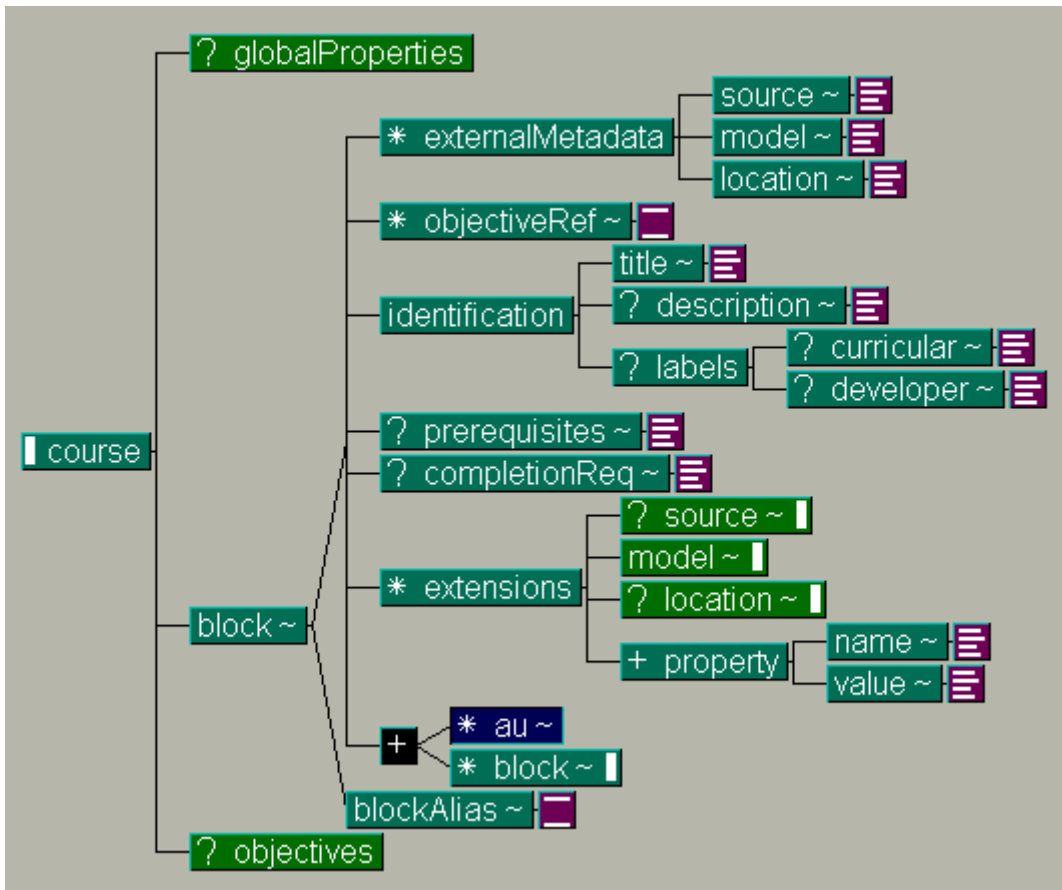 ? globalProperties
* externalMetadata
source ~
model ~
location ~
* objectiveRef ~
identification
title ~
? description ~
? labels
? curricular ~
? developer ~
course
? prerequisites ~
? completionReq ~
* extensions
? source ~
model ~
? location ~
+ property
name ~
value ~
block ~
+
* au ~
* block ~
blockAlias ~
? objectives